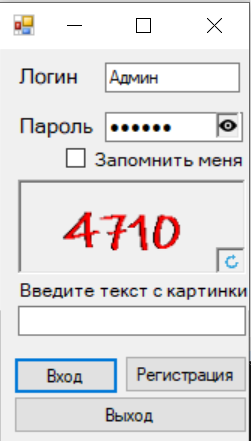 Логин
Админ
Пароль
••••••
Запомнить меня
4710
Введите текст с картинки
Вход
Регистрация
Выход